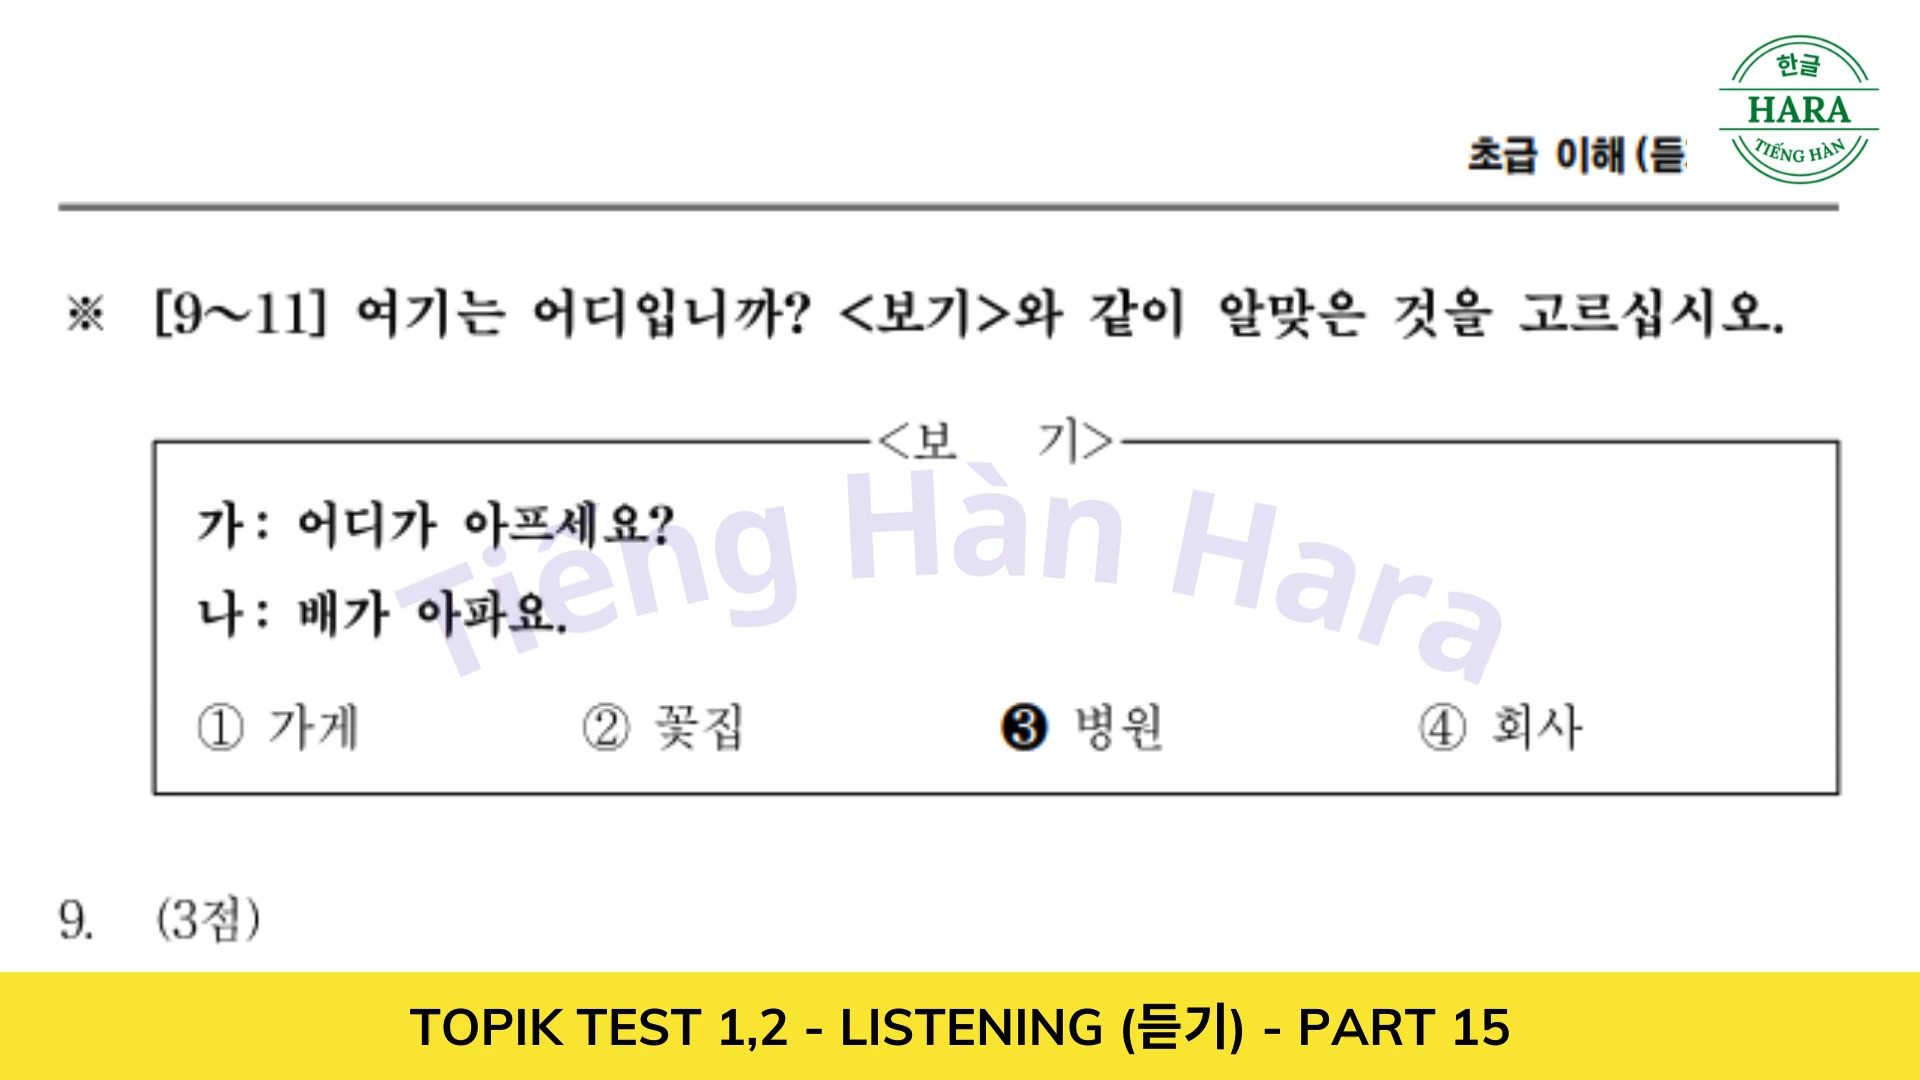 한글
HARA
TIẾNG HÀN
초급 이해 (듣
※ [9~11] 여기는 어디입니까? <보기>와 같이 알맞은 것을 고르십시오.
<보 기>
가 : 어디가 아프세요?
나 : 배가 아파요.
① 가게 ② 꽃집 ❸ 병원 ④ 회사
Tiếng Hàn Hara
9. (3점)
TOPIK TEST 1,2 - LISTENING (듣기) - PART 15